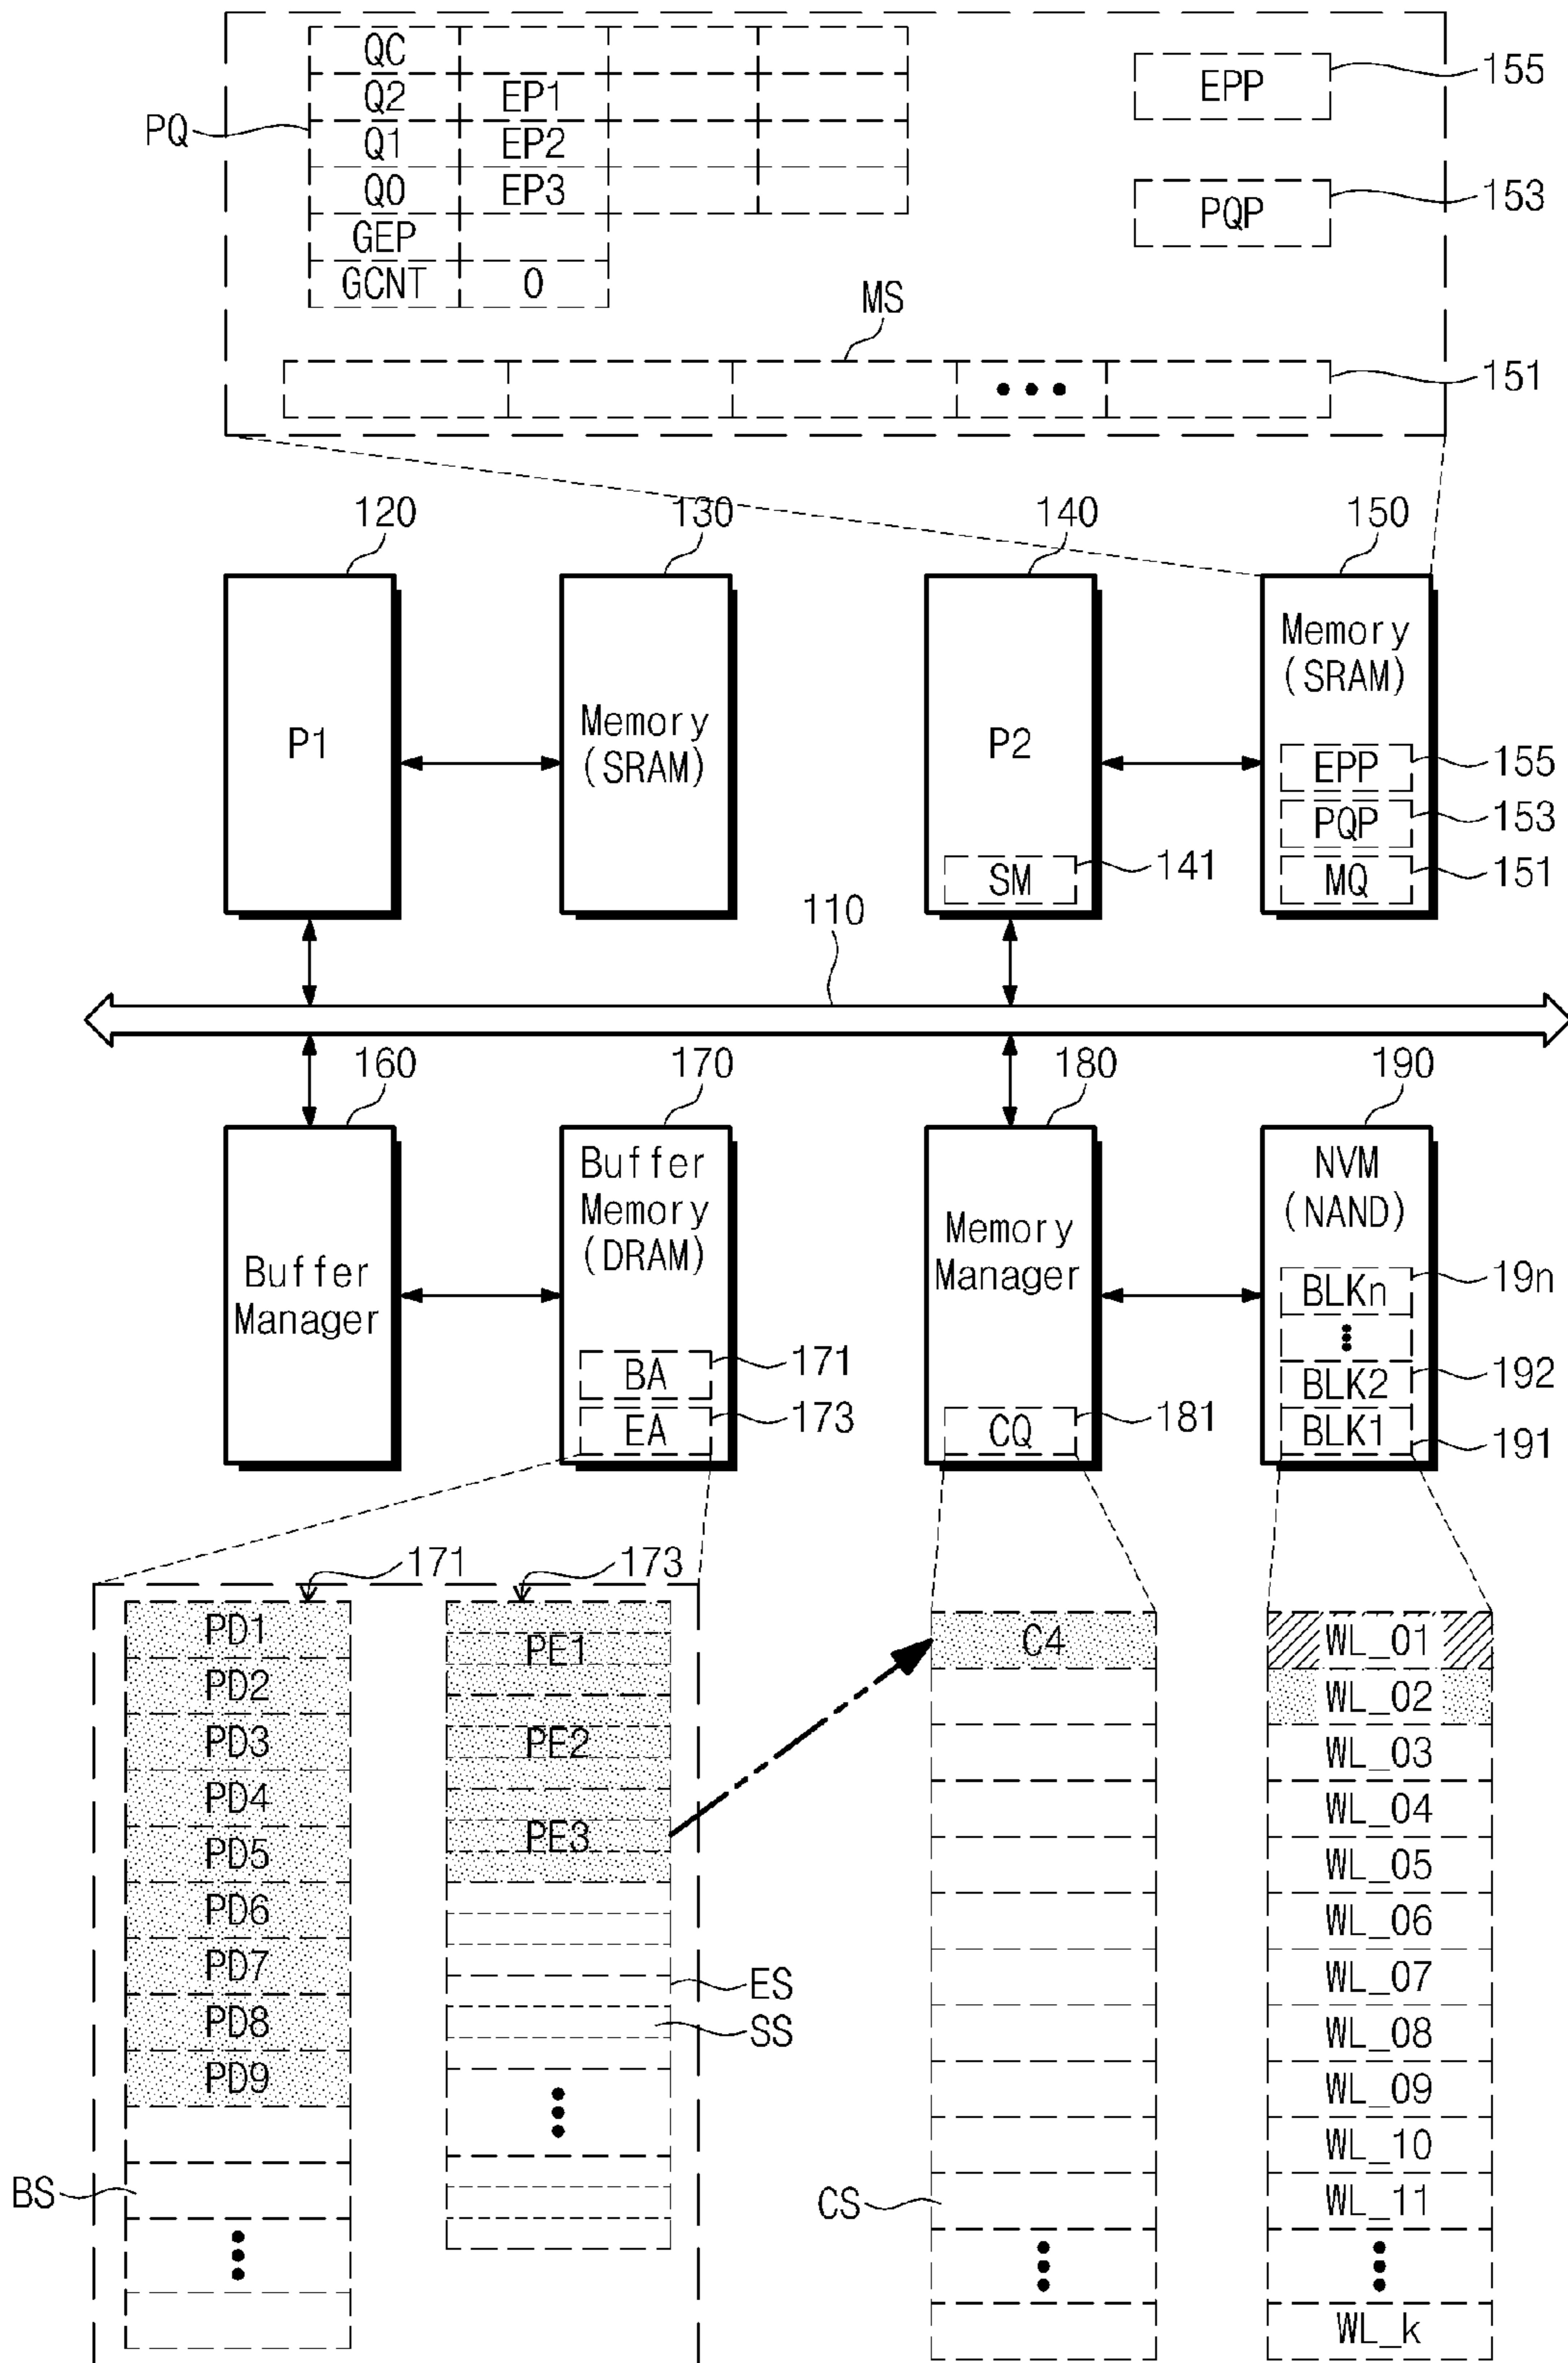 QC
Q2 EP1
Q1 EP2
Q0 EP3
GEP
GCNT 0
PQ
EPP 155
PQP 153
MS
151
120 130 140 150
P1
Memory
(SRAM)
P2
SM 141
Memory
(SRAM)
EPP 155
PQP 153
MQ 151
110
160 170 180 190
Buffer
Manager
Buffer
Memory
(DRAM)
BA 171
EA 173
Memory
Manager
CQ 181
NVM
(NAND)
BLKn 19n
BLK2 192
BLK1 191
171
PD1
PD2
PD3
PD4
PD5
PD6
PD7
PD8
PD9
BS
173
PE1
PE2
PE3
ES
SS
C4
CS
WL_01
WL_02
WL_03
WL_04
WL_05
WL_06
WL_07
WL_08
WL_09
WL_10
WL_11
WL_k